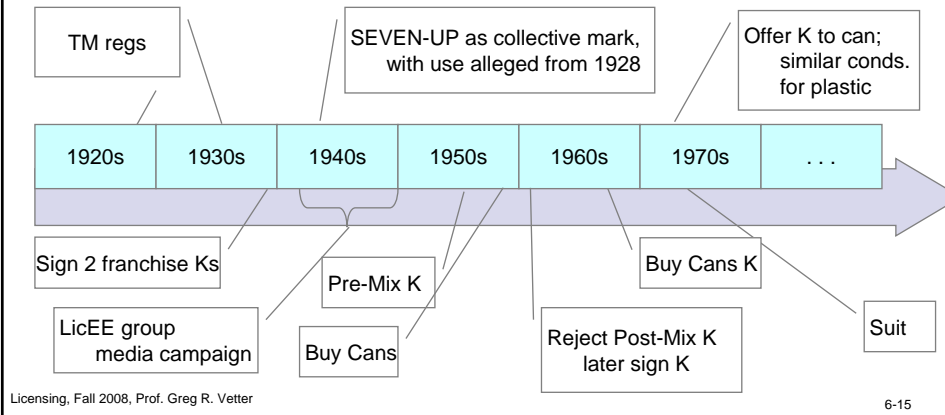 TM regs
SEVEN-UP as collective mark,
with use alleged from 1928
Offer K to can;
similar conds.
for plastic
1920s
1930s
1940s
1950s
1960s
1970s
. . .
Sign 2 franchise Ks
Pre-Mix K
Buy Cans K
LicEE group
media campaign
Buy Cans
Reject Post-Mix K
later sign K
Suit
Licensing, Fall 2008, Prof. Greg R. Vetter
6-15